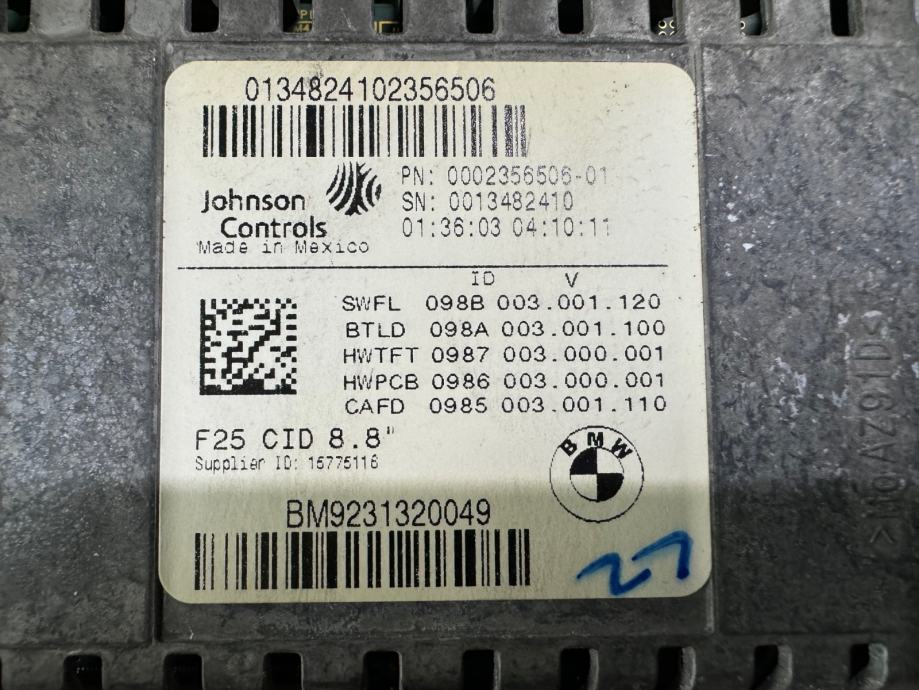 0134824102356506
Johnson
Controls
Made in Mexico
PN: 0002356506-01
SN: 0013482410
01:36:03 04:10:11
ID V
SWFL 098B 003.001.120
BTLD 098A 003.001.100
HWTFT 0987 003.000.001
HWPCB 0986 003.000.001
CAFD 0985 003.001.110
F25 CID 8.8"
Supplier ID: 15775116
BMW
BM9231320049
27